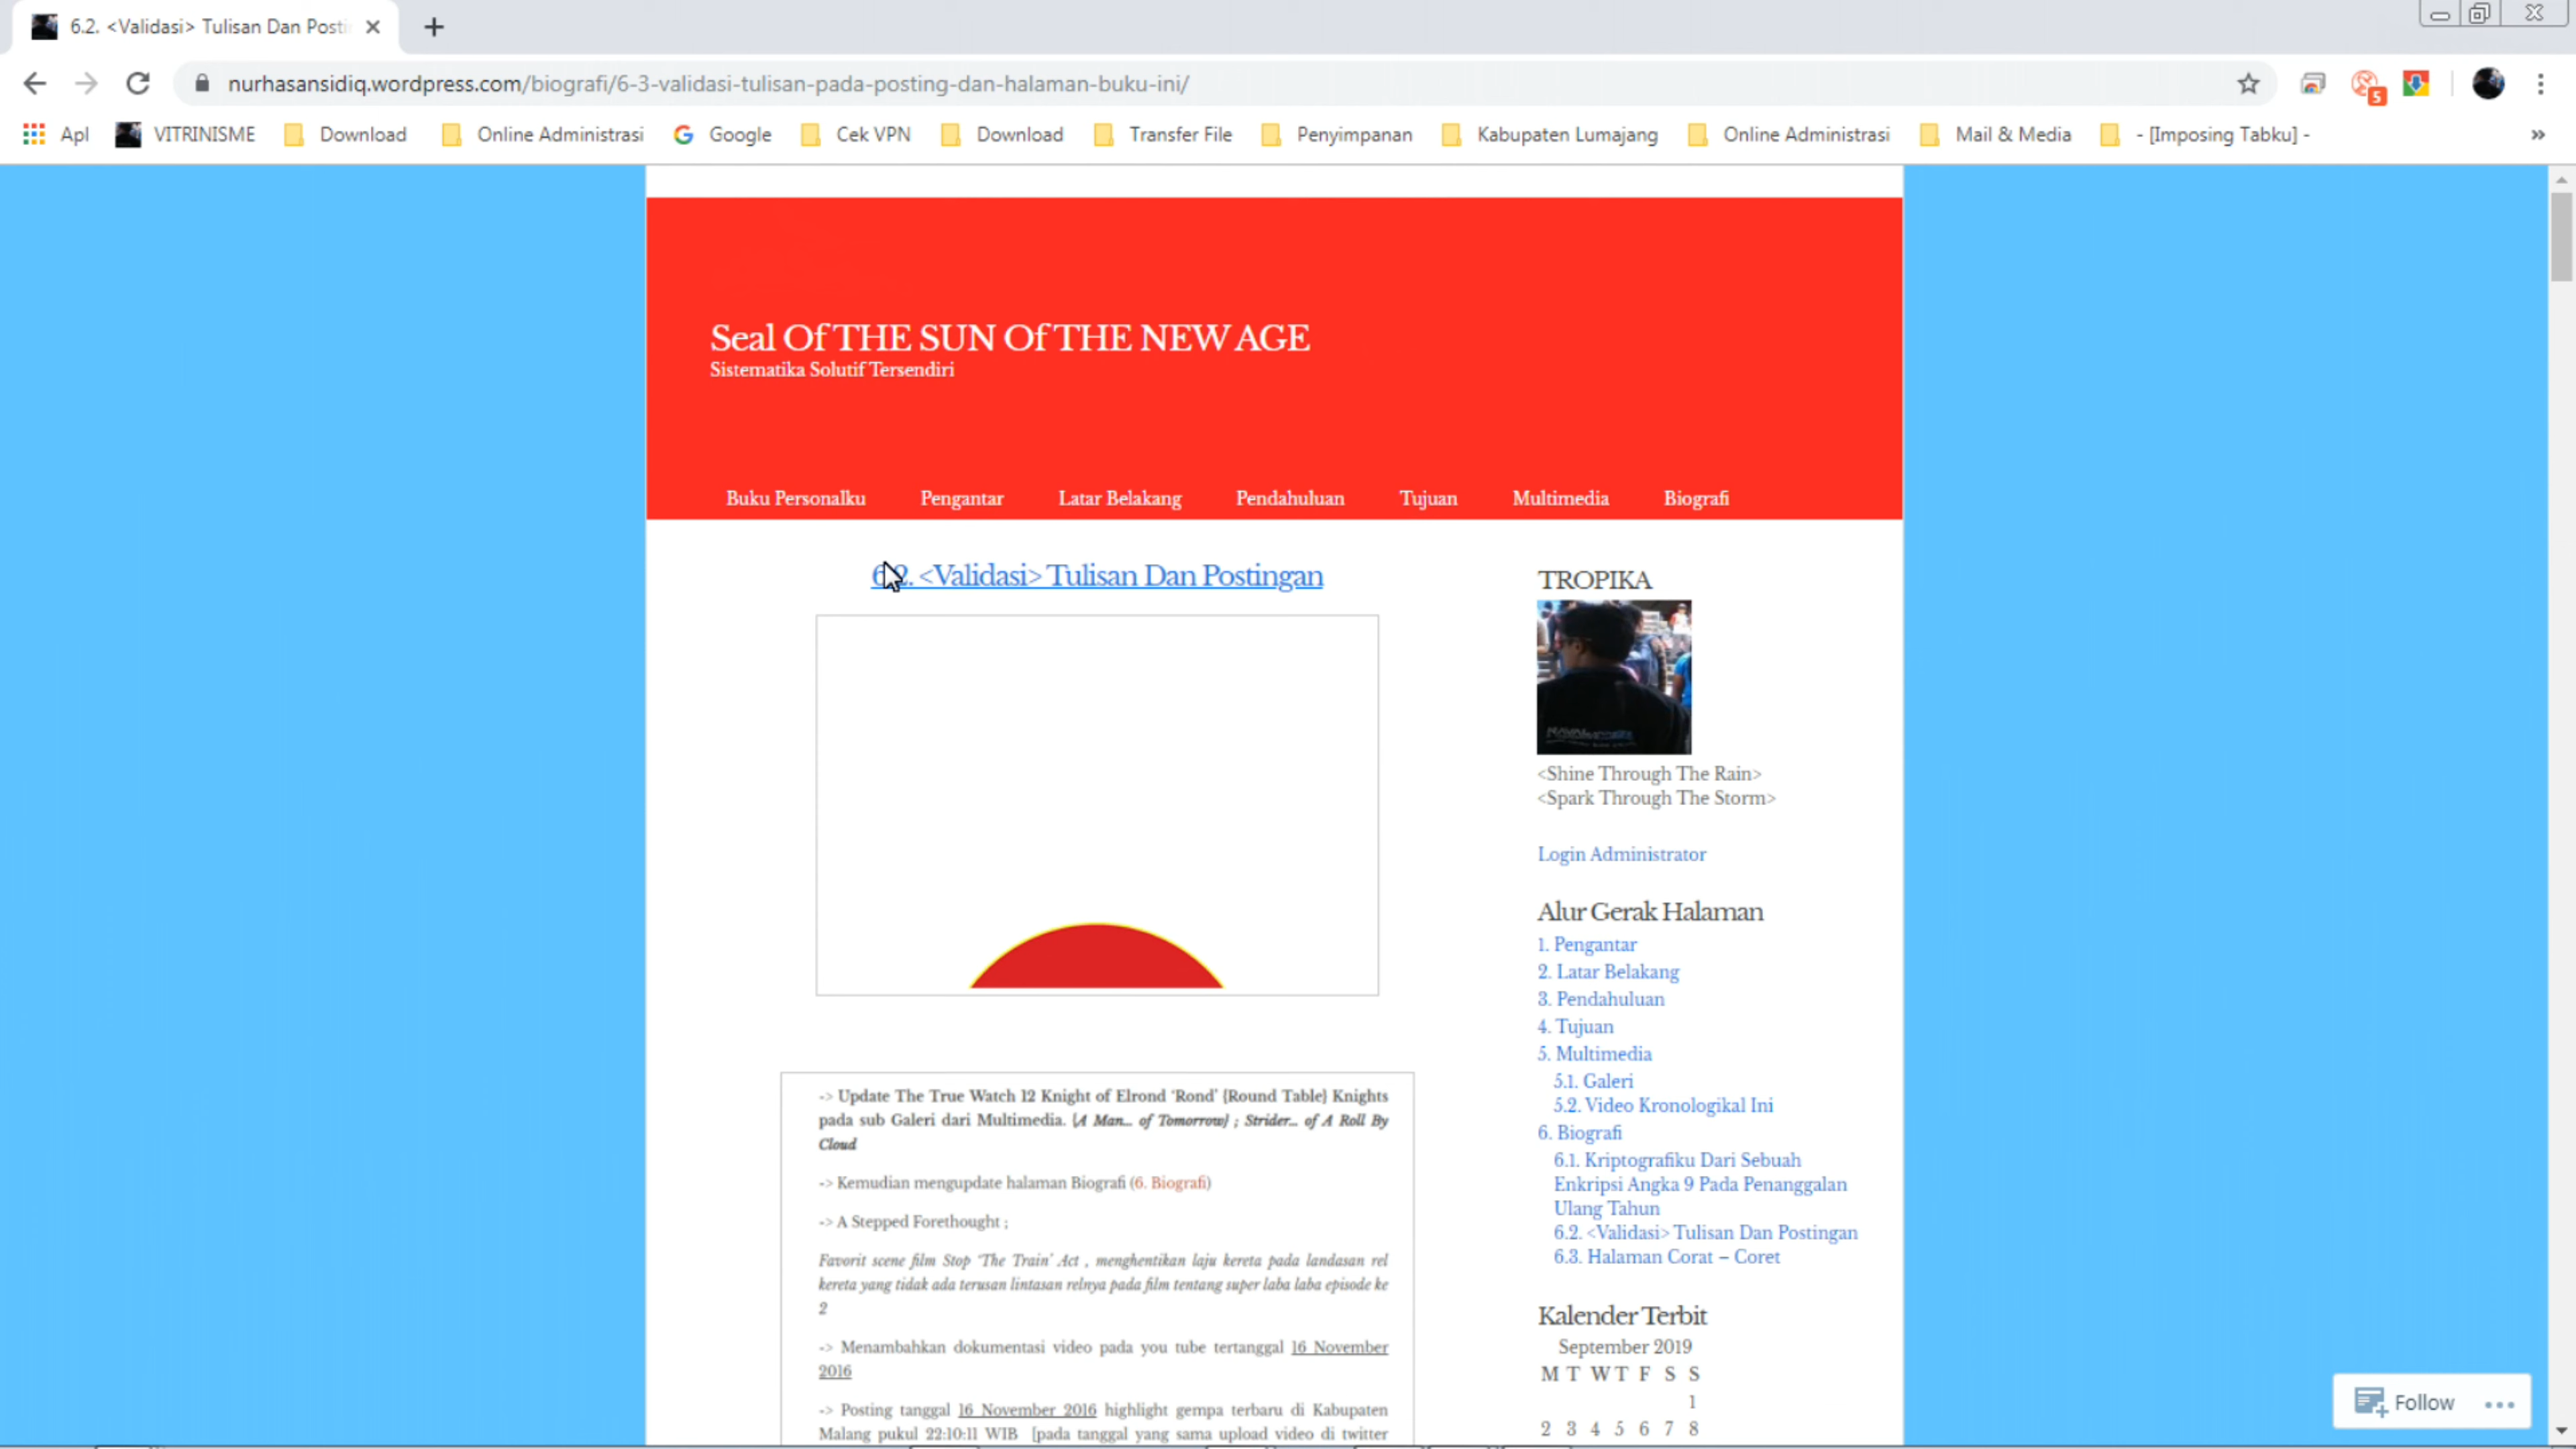 6.2. <Validasi> Tulisan Dan Posti
nurhasansidiq.wordpress.com/biografi/6-3-validasi-tulisan-pada-posting-dan-halaman-buku-ini/
5
Apl VITRINISME Download Online Administrasi Google Cek VPN Download Transfer File Penyimpanan Kabupaten Lumajang Online Administrasi Mail & Media - [Imposing Tabku] - »
Seal Of THE SUN Of THE NEW AGE
Sistematika Solutif Tersendiri
Buku Personalku Pengantar Latar Belakang Pendahuluan Tujuan Multimedia Biografi
6.2. <Validasi> Tulisan Dan Postingan
-> Update The True Watch 12 Knight of Elrond ‘Rond’ {Round Table} Knights
pada sub Galeri dari Multimedia. {A Man... of Tomorrow} ; Strider... of A Roll By
Cloud
-> Kemudian mengupdate halaman Biografi (6. Biografi)
-> A Stepped Forethought ;
Favorit scene film Stop ‘The Train’ Act , menghentikan laju kereta pada landasan rel
kereta yang tidak ada terusan lintasan relnya pada film tentang super laba laba episode ke
2
-> Menambahkan dokumentasi video pada you tube tertanggal 16 November
2016
-> Posting tanggal 16 November 2016 highlight gempa terbaru di Kabupaten
Malang pukul 22:10:11 WIB [pada tanggal yang sama upload video di twitter
TROPIKA
<Shine Through The Rain>
<Spark Through The Storm>
Login Administrator
Alur Gerak Halaman
1. Pengantar
2. Latar Belakang
3. Pendahuluan
4. Tujuan
5. Multimedia
5.1. Galeri
5.2. Video Kronologikal Ini
6. Biografi
6.1. Kriptografiku Dari Sebuah
Enkripsi Angka 9 Pada Penanggalan
Ulang Tahun
6.2. <Validasi> Tulisan Dan Postingan
6.3. Halaman Corat – Coret
Kalender Terbit
September 2019
M T W T F S S
1
2 3 4 5 6 7 8
Follow